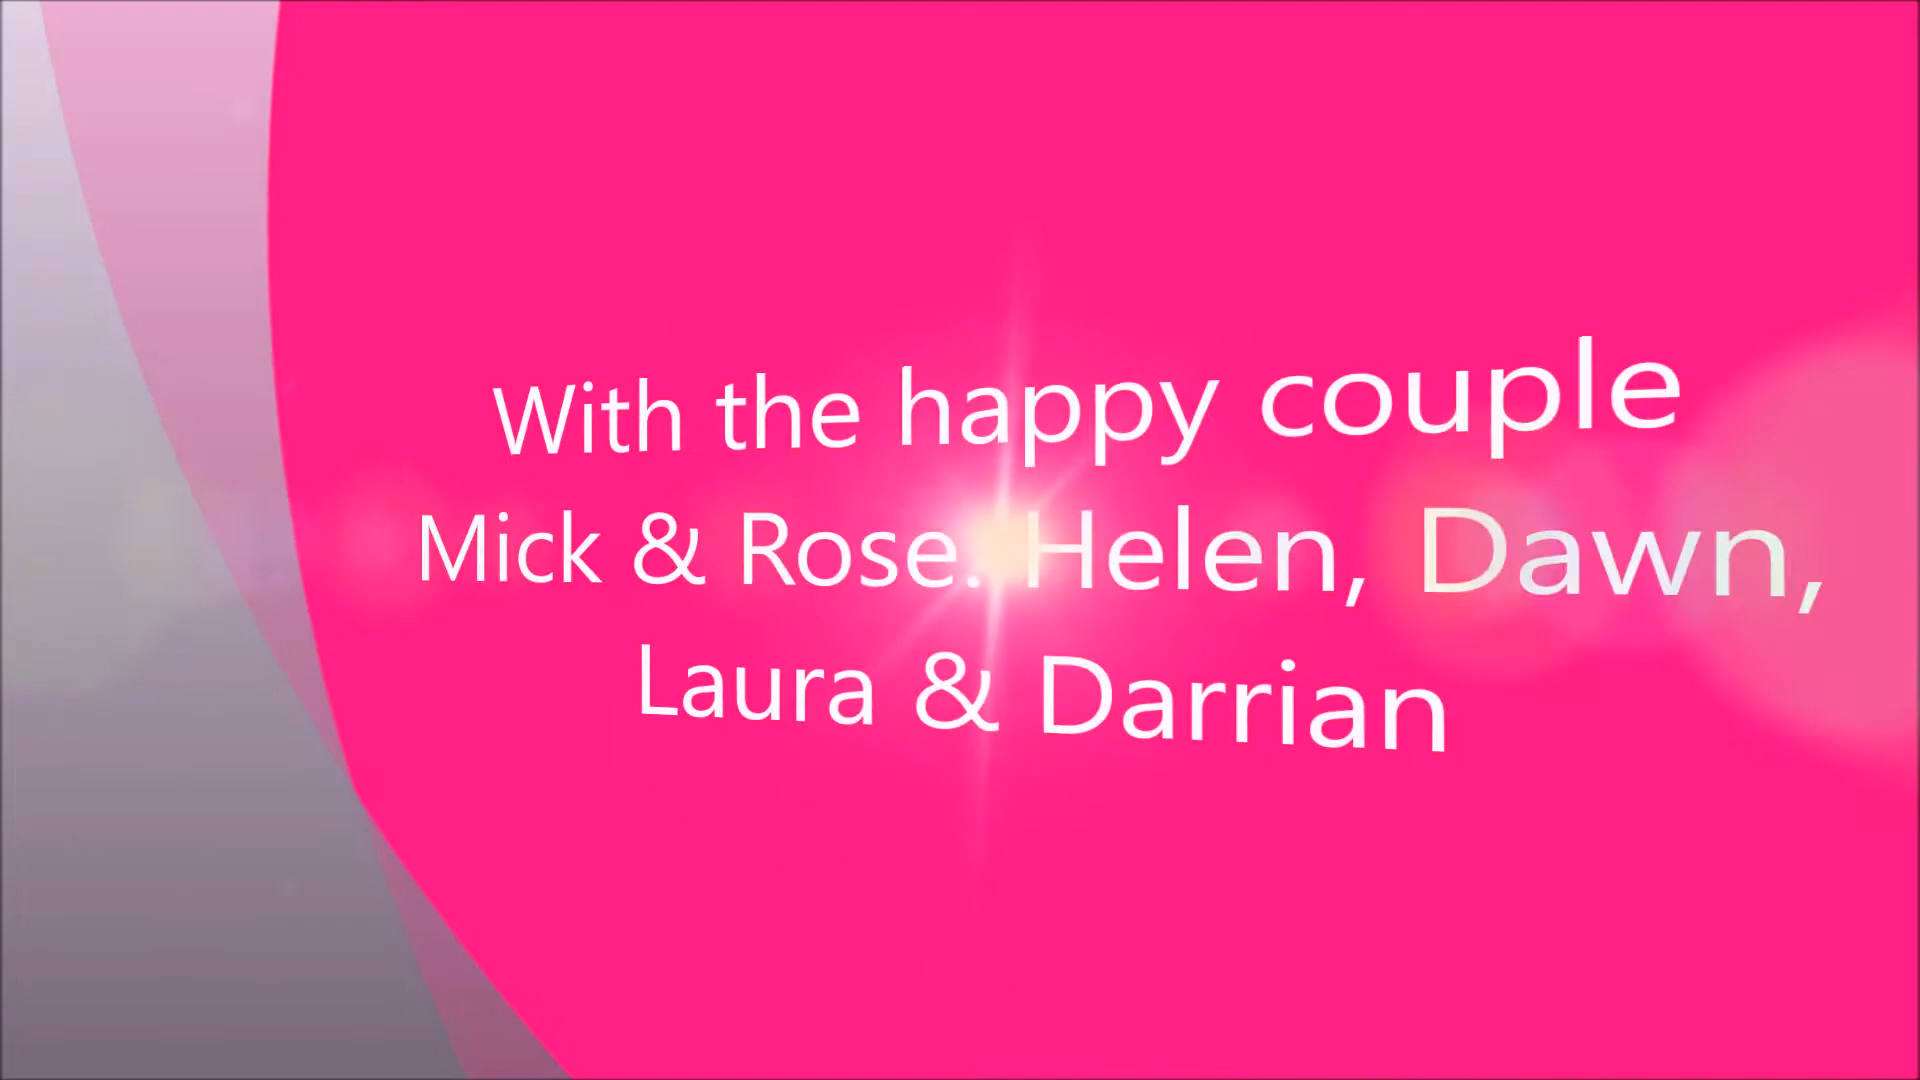 With the happy couple
Mick & Rose. Helen, Dawn,
Laura & Darrian